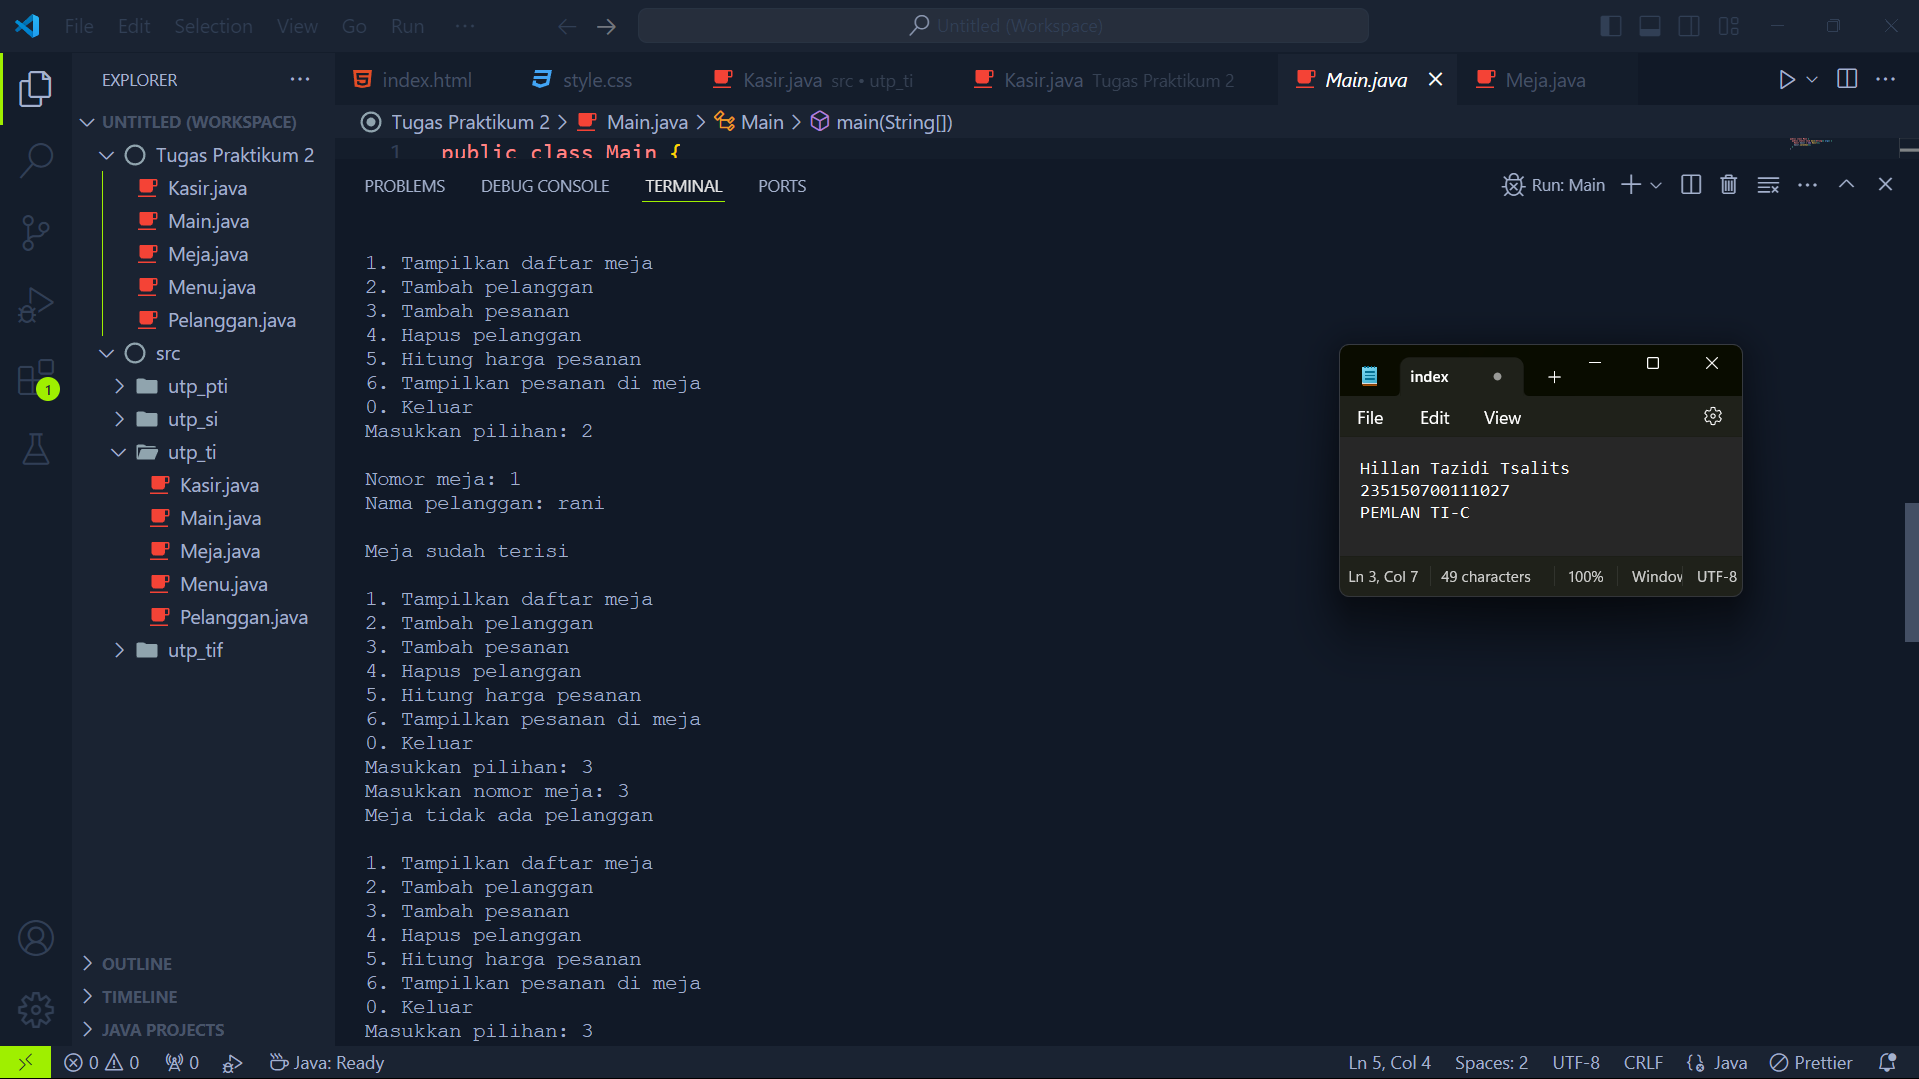 File Edit Selection View Go Run ···
Untitled (Workspace)
EXPLORER ···
index.html
style.css
Kasir.java src • utp_ti
Kasir.java Tugas Praktikum 2
Main.java
Meja.java
UNTITLED (WORKSPACE)
Tugas Praktikum 2
Kasir.java
Main.java
Meja.java
Menu.java
Pelanggan.java
src
utp_pti
utp_si
utp_ti
Kasir.java
Main.java
Meja.java
Menu.java
Pelanggan.java
utp_tif
1
OUTLINE
TIMELINE
JAVA PROJECTS
Tugas Praktikum 2 > Main.java > Main > main(String[])
1 public class Main {
PROBLEMS DEBUG CONSOLE TERMINAL PORTS
Run: Main
1. Tampilkan daftar meja
2. Tambah pelanggan
3. Tambah pesanan
4. Hapus pelanggan
5. Hitung harga pesanan
6. Tampilkan pesanan di meja
0. Keluar
Masukkan pilihan: 2
Nomor meja: 1
Nama pelanggan: rani
Meja sudah terisi
1. Tampilkan daftar meja
2. Tambah pelanggan
3. Tambah pesanan
4. Hapus pelanggan
5. Hitung harga pesanan
6. Tampilkan pesanan di meja
0. Keluar
Masukkan pilihan: 3
Masukkan nomor meja: 3
Meja tidak ada pelanggan
1. Tampilkan daftar meja
2. Tambah pelanggan
3. Tambah pesanan
4. Hapus pelanggan
5. Hitung harga pesanan
6. Tampilkan pesanan di meja
0. Keluar
Masukkan pilihan: 3
index
File Edit View
Hillan Tazidi Tsalits
235150700111027
PEMLAN TI-C
Ln 3, Col 7 49 characters 100% Window UTF-8
0 0 0 Java: Ready
Ln 5, Col 4 Spaces: 2 UTF-8 CRLF Java Prettier